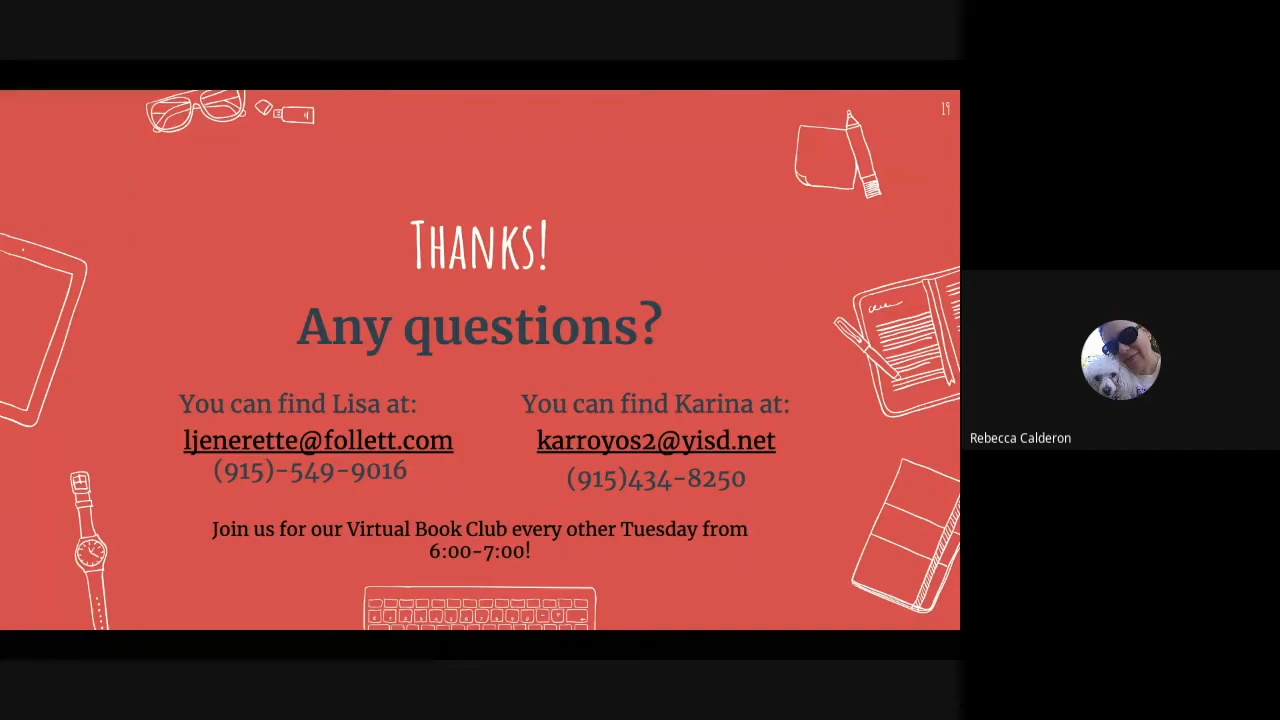 19
Thanks!
Any questions?
You can find Lisa at:
ljenerette@follett.com
(915)-549-9016
You can find Karina at:
karroyos2@yisd.net
(915)434-8250
Join us for our Virtual Book Club every other Tuesday from
6:00-7:00!
Rebecca Calderon